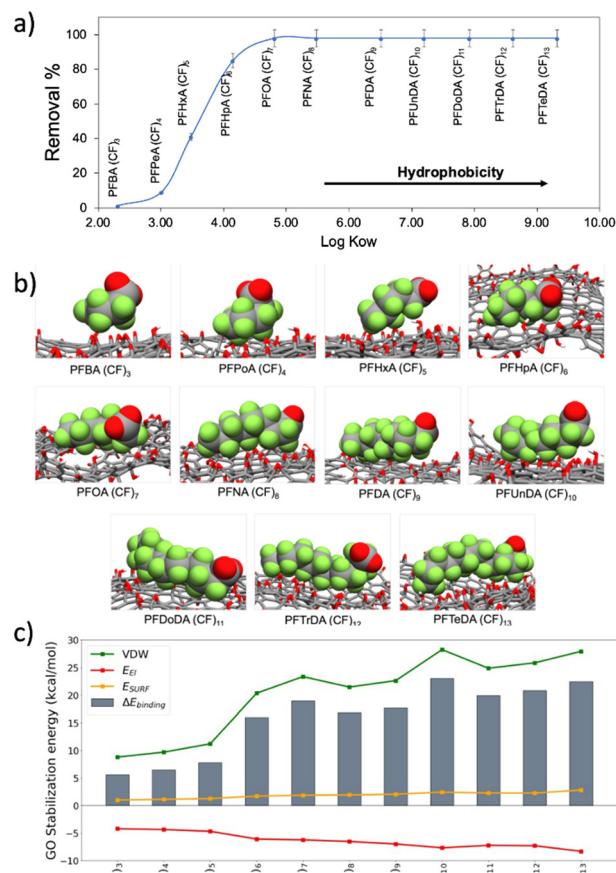 a)
100
80
60
40
20
0
Removal %
PFBA (CF)3
PFPeA (CF)4
PFHxA (CF)5
PFHpA (CF)6
PFOA (CF)7
PFNA (CF)8
PFDA (CF)9
PFUnDA (CF)10
PFDoDA (CF)11
PFTrDA (CF)12
PFTeDA (CF)13
Hydrophobicity
2.00 3.00 4.00 5.00 6.00 7.00 8.00 9.00 10.00
Log Kow
b)
PFBA (CF)3 PFPoA (CF)4 PFHxA (CF)5 PFHpA (CF)6
PFOA (CF)7 PFNA (CF)8 PFDA (CF)9 PFUnDA (CF)10
PFDoDA (CF)11 PFTrDA (CF)12 PFTeDA (CF)13
c)
GO Stabilization energy (kcal/mol)
30
25
20
15
10
5
0
−5
−10
VDW
EEl
ESURF
ΔEbinding
)3 )4 )5 )6 )7 )8 )9 10 11 12 13